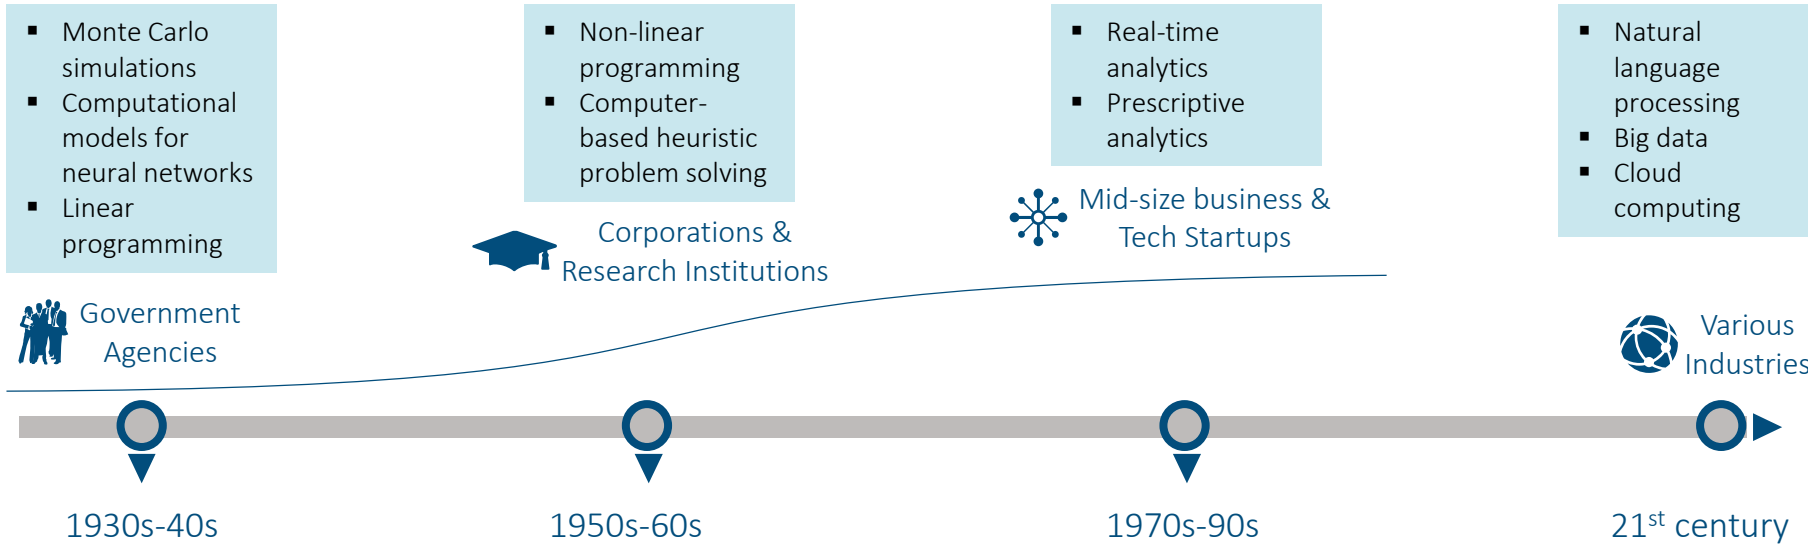 ▪ Monte Carlo
simulations
▪ Computational
models for
neural networks
▪ Linear
programming
Government
Agencies
1930s-40s
▪ Non-linear
programming
▪ Computer-
based heuristic
problem solving
Corporations &
Research Institutions
1950s-60s
▪ Real-time
analytics
▪ Prescriptive
analytics
Mid-size business &
Tech Startups
1970s-90s
▪ Natural
language
processing
▪ Big data
▪ Cloud
computing
Various
Industries
21st century